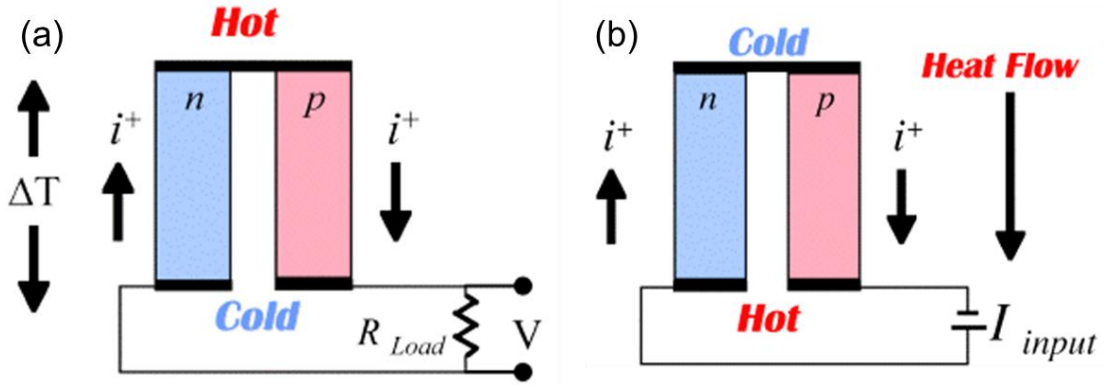 (a)
Hot
n
p
i+
i+
ΔT
Cold
R Load
V
(b)
Cold
Heat Flow
n
p
i+
i+
Hot
I input